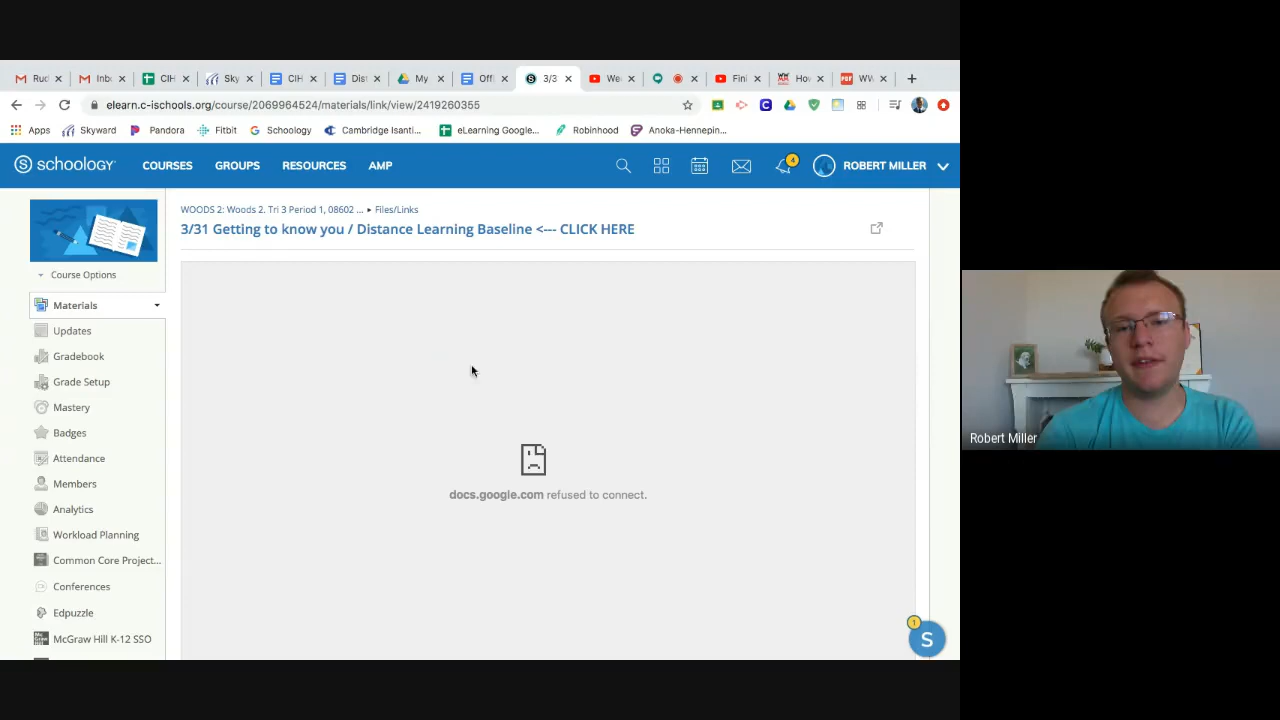 Rud
Inb
CIH
Sky
CIH
Dis
My
Off
3/3
We
Fin
Ho
WV
elearn.c-ischools.org/course/2069964524/materials/link/view/2419260355
Apps
Skyward
Pandora
Fitbit
Schoology
Cambridge Isanti...
eLearning Google...
Robinhood
Anoka-Hennepin...
S schoology
COURSES
GROUPS
RESOURCES
AMP
4
ROBERT MILLER
WOODS 2: Woods 2. Tri 3 Period 1, 08602 ... ▸ Files/Links
3/31 Getting to know you / Distance Learning Baseline <--- CLICK HERE
Course Options
Materials
Updates
Gradebook
Grade Setup
Mastery
Badges
Attendance
Members
Analytics
Workload Planning
Common Core Project...
Conferences
Edpuzzle
McGraw Hill K-12 SSO
docs.google.com refused to connect.
1
S
Robert Miller